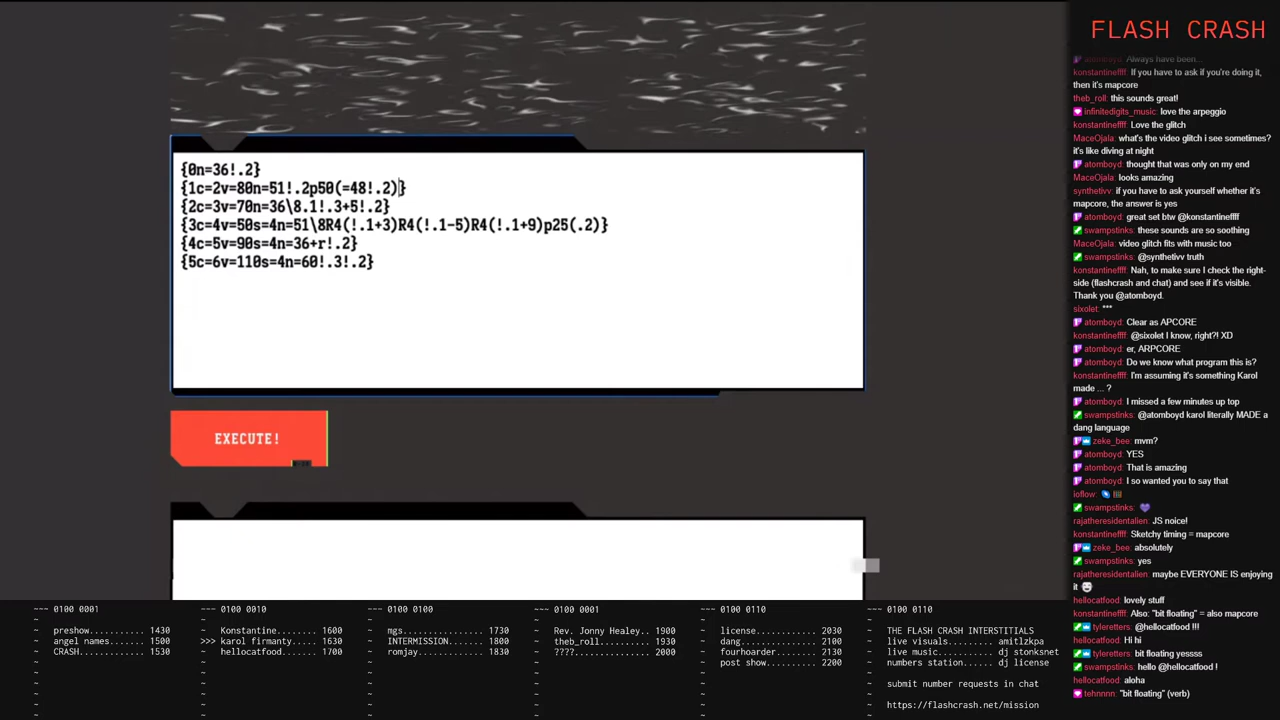 FLASH CRASH
{0n=36!.2}
{1c=2v=80n=51!.2p50(=48!.2)}
{2c=3v=70n=36\8.1!.3+5!.2}
{3c=4v=50s=4n=51\8R4(!.1+3)R4(!.1-5)R4(!.1+9)p25(.2)}
{4c=5v=90s=4n=36+r!.2}
{5c=6v=110s=4n=60!.3!.2}
EXECUTE!
atomboyd: Always have been...
konstantineffff: If you have to ask if you're doing it,
then it's mapcore
theb_roll: this sounds great!
infinitedigits_music: love the arpeggio
konstantineffff: Love the glitch
MaceOjala: what's the video glitch i see sometimes?
it's like diving at night
atomboyd: thought that was only on my end
MaceOjala: looks amazing
synthetivv: if you have to ask yourself whether it's
mapcore, the answer is yes
atomboyd: great set btw @konstantineffff
swampstinks: these sounds are so soothing
MaceOjala: video glitch fits with music too
swampstinks: @synthetivv truth
konstantineffff: Nah, to make sure I check the right-
side (flashcrash and chat) and see if it's visible.
Thank you @atomboyd.
sixolet: ***
atomboyd: Clear as APCORE
konstantineffff: @sixolet I know, right?! XD
atomboyd: er, ARPCORE
atomboyd: Do we know what program this is?
konstantineffff: I'm assuming it's something Karol
made ... ?
atomboyd: I missed a few minutes up top
swampstinks: @atomboyd karol literally MADE a
dang language
zeke_bee: mvm?
atomboyd: YES
atomboyd: That is amazing
atomboyd: I so wanted you to say that
ioflow:
swampstinks: 💜
rajatheresidentalien: JS noice!
konstantineffff: Sketchy timing = mapcore
zeke_bee: absolutely
swampstinks: yes
rajatheresidentalien: maybe EVERYONE IS enjoying
it
hellocatfood: lovely stuff
konstantineffff: Also: "bit floating" = also mapcore
tyleretters: @hellocatfood !!!
hellocatfood: Hi hi
tyleretters: bit floating yessss
swampstinks: hello @hellocatfood !
hellocatfood: aloha
tehnnnn: "bit floating" (verb)
~~~ 0100 0001
preshow.......... 1430
angel names...... 1500
CRASH............ 1530
~~~ 0100 0010
Konstantine...... 1600
>>> karol firmanty... 1630
hellocatfood..... 1700
~~~ 0100 0100
mgs.............. 1730
INTERMISSION..... 1800
romjay........... 1830
~~~ 0100 0001
Rev. Jonny Healey.. 1900
theb_roll........ 1930
????............. 2000
~~~ 0100 0110
license.......... 2030
dang............. 2100
fourhoarder...... 2130
post show........ 2200
~~~ 0100 0110
THE FLASH CRASH INTERSTITIALS
live visuals..... amitlzkpa
live music....... dj stonksnet
numbers station.. dj license
submit number requests in chat
https://flashcrash.net/mission